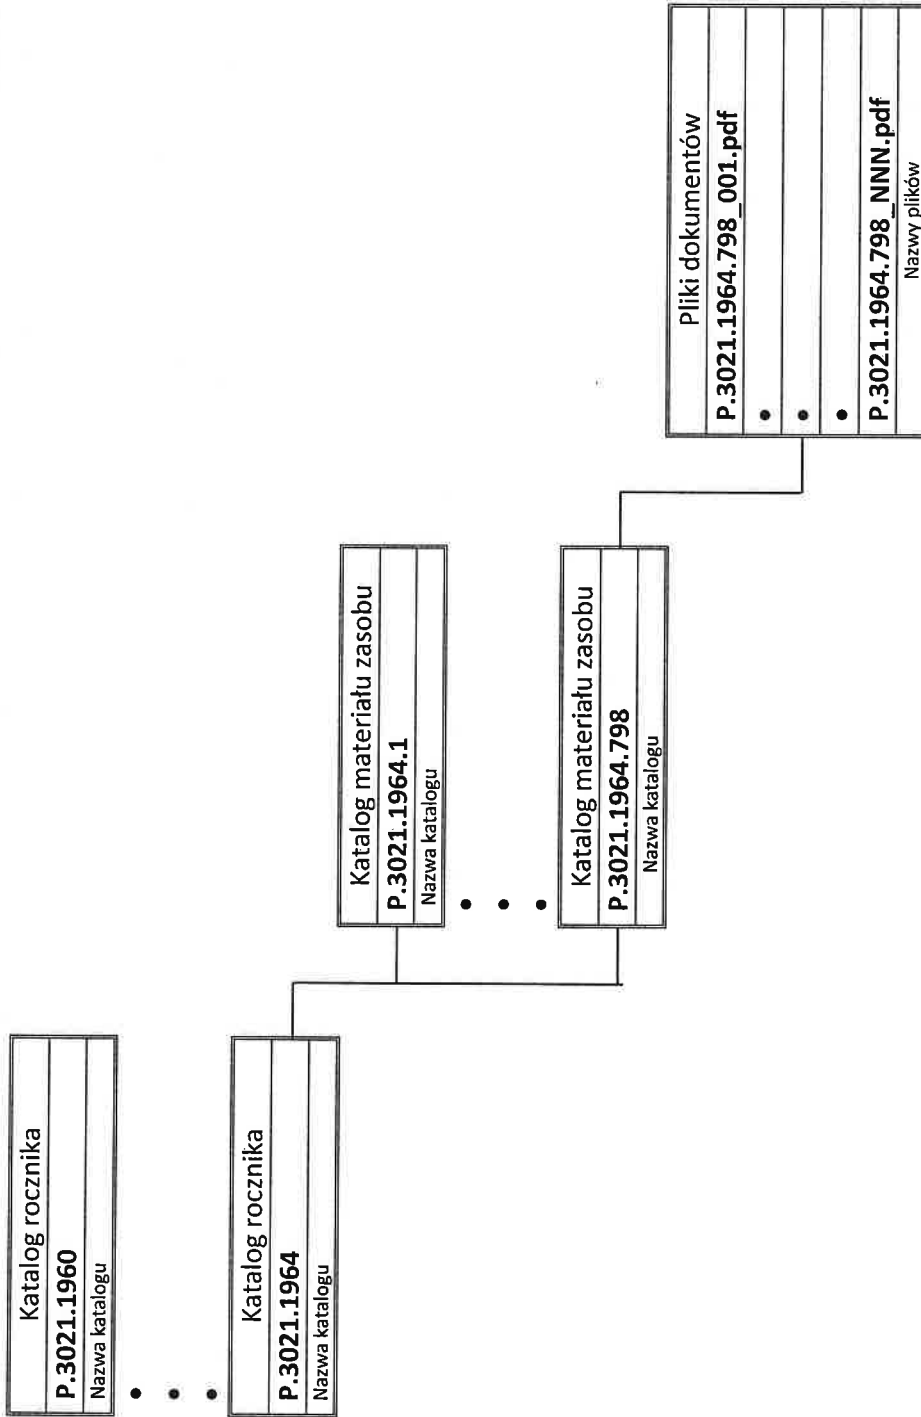 Katalog rocznika
P.3021.1960
Nazwa katalogu
•
•
•
Katalog rocznika
P.3021.1964
Nazwa katalogu
Katalog materiału zasobu
P.3021.1964.1
Nazwa katalogu
•
•
•
Katalog materiału zasobu
P.3021.1964.798
Nazwa katalogu
Pliki dokumentów
P.3021.1964.798_001.pdf
•
•
•
P.3021.1964.798_NNN.pdf
Nazwy plików